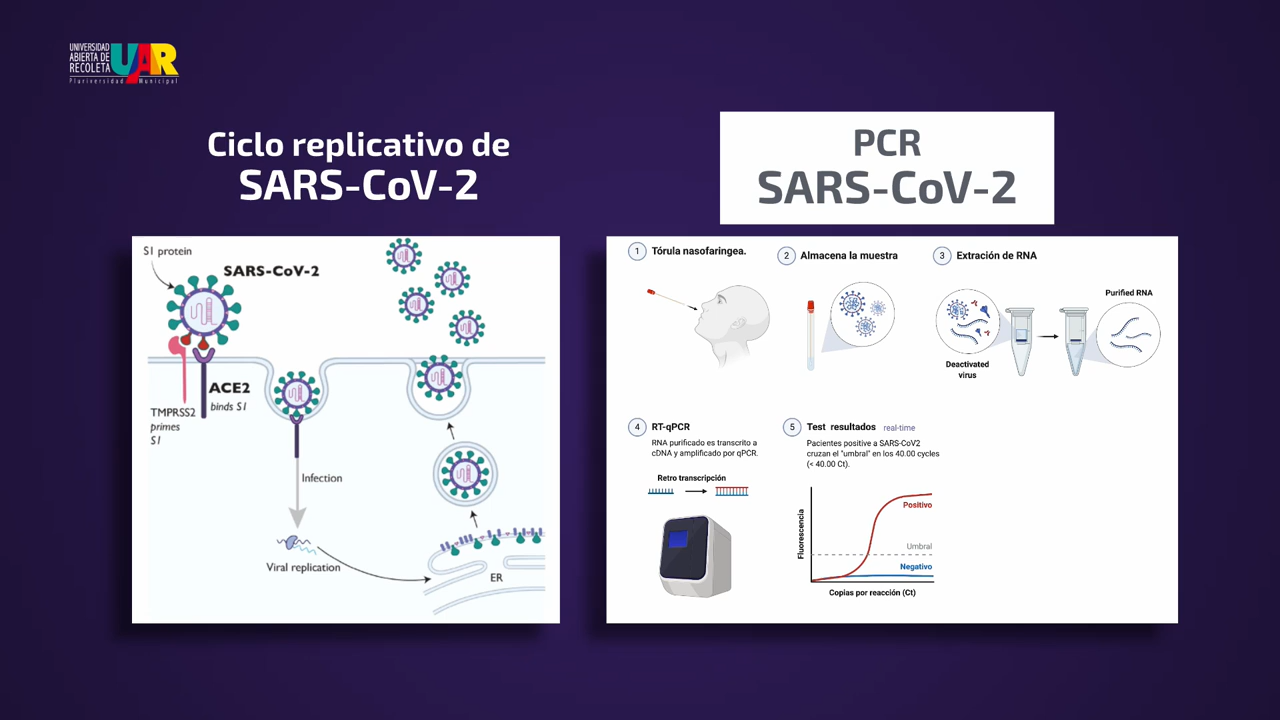 UNIVERSIDAD
ABIERTA DE
RECOLETA
UAR
Pluriversidad Municipal
Ciclo replicativo de
SARS-CoV-2
S1 protein
SARS-CoV-2
ACE2
binds S1
TMPRSS2
primes
S1
Infection
Viral replication
ER
PCR
SARS-CoV-2
1 Tórula nasofaringea.
2 Almacena la muestra
3 Extración de RNA
Purified RNA
Deactivated
virus
4 RT-qPCR
RNA purificado es transcrito a
cDNA y amplificado por qPCR.
Retro transcripción
5 Test resultados real-time
Pacientes positive a SARS-CoV2
cruzan el "umbral" en los 40.00 cycles
(< 40.00 Ct).
Fluorescencia
Positivo
Umbral
Negativo
Copias por reacción (Ct)